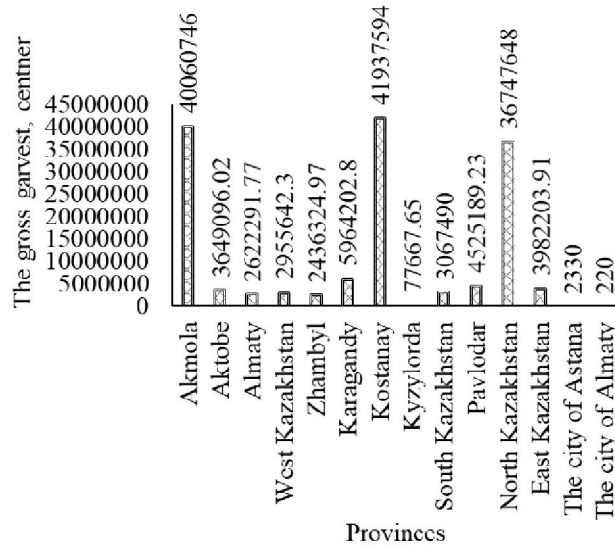 The gross garvest, centner
45000000
40000000
35000000
30000000
25000000
20000000
15000000
10000000
5000000
0
40060746
3649096.02
2622291.77
2955642.3
2436324.97
5964202.8
41937594
77667.65
3067490
4525189.23
36747648
3982203.91
2330
220
Akmola
Aktobe
Almaty
West Kazakhstan
Zhambyl
Karagandy
Kostanay
Kyzylorda
South Kazakhstan
Pavlodar
North Kazakhstan
East Kazakhstan
The city of Astana
The city of Almaty
Provinces